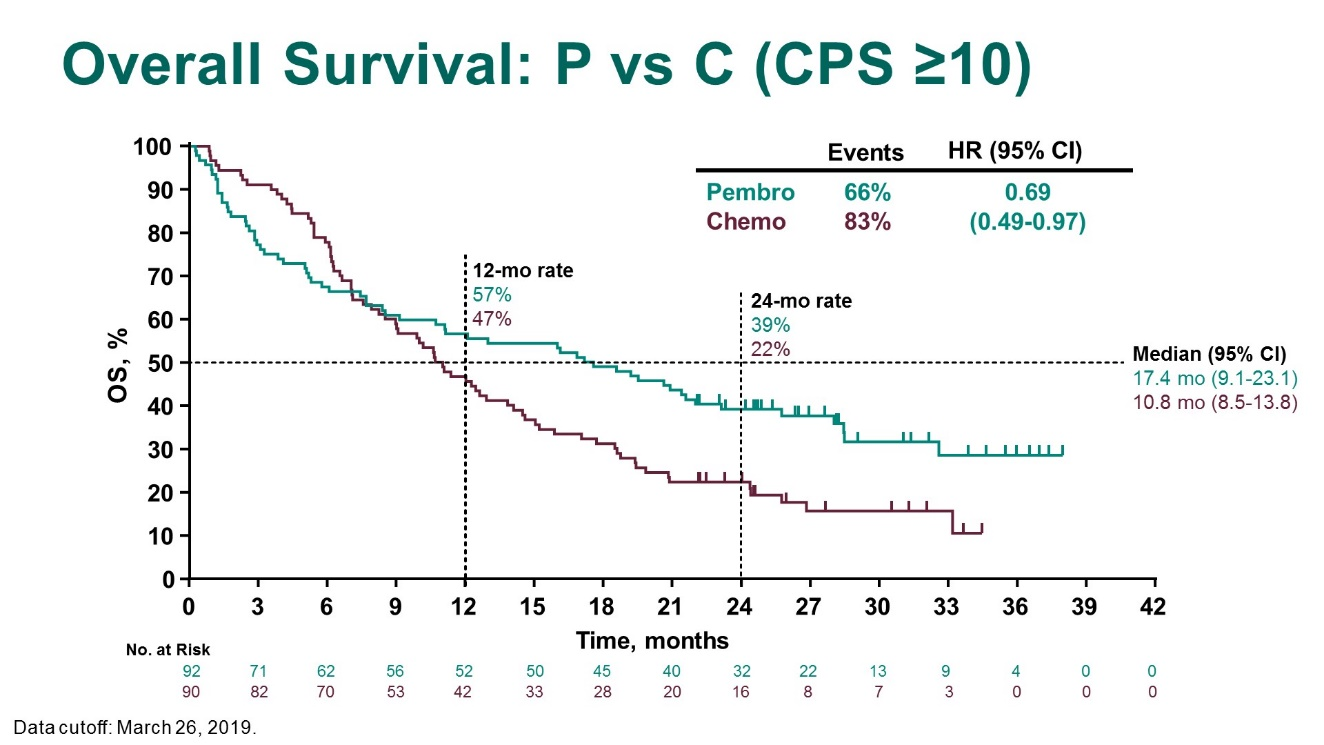 Overall Survival: P vs C (CPS ≥10)
Events HR (95% CI)
Pembro 66% 0.69
Chemo 83% (0.49-0.97)
100
90
80
70
60
50
40
30
20
10
0
OS, %
12-mo rate
57%
47%
24-mo rate
39%
22%
Median (95% CI)
17.4 mo (9.1-23.1)
10.8 mo (8.5-13.8)
0 3 6 9 12 15 18 21 24 27 30 33 36 39 42
Time, months
No. at Risk
92 71 62 56 52 50 45 40 32 22 13 9 4 0 0
90 82 70 53 42 33 28 20 16 8 7 3 0 0 0
Data cutoff: March 26, 2019.